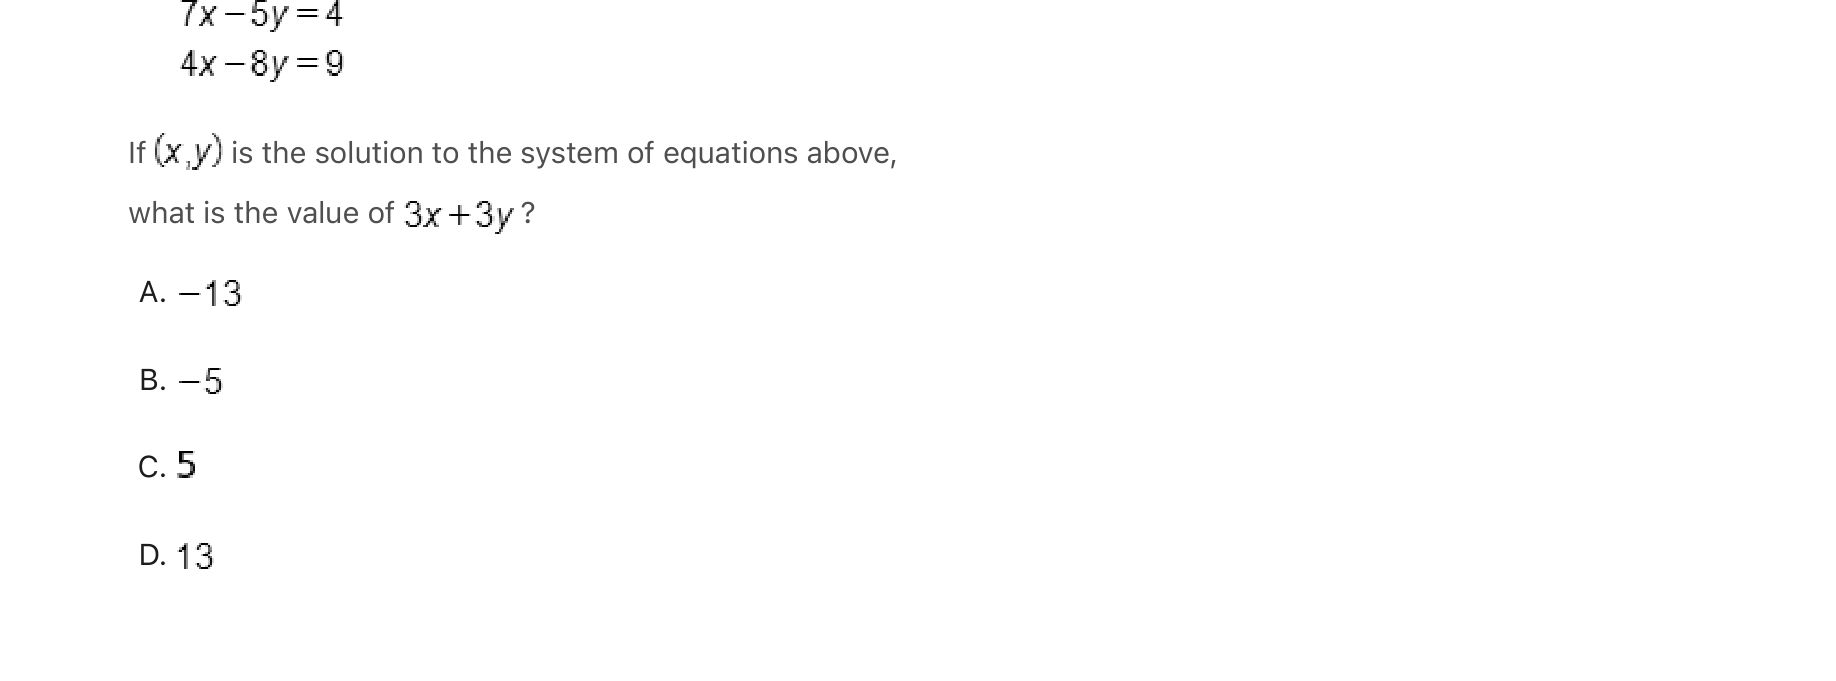 7x−5y=4
4x−8y=9
If (x,y) is the solution to the system of equations above,
what is the value of 3x+3y?
A. −13
B. −5
C. 5
D. 13